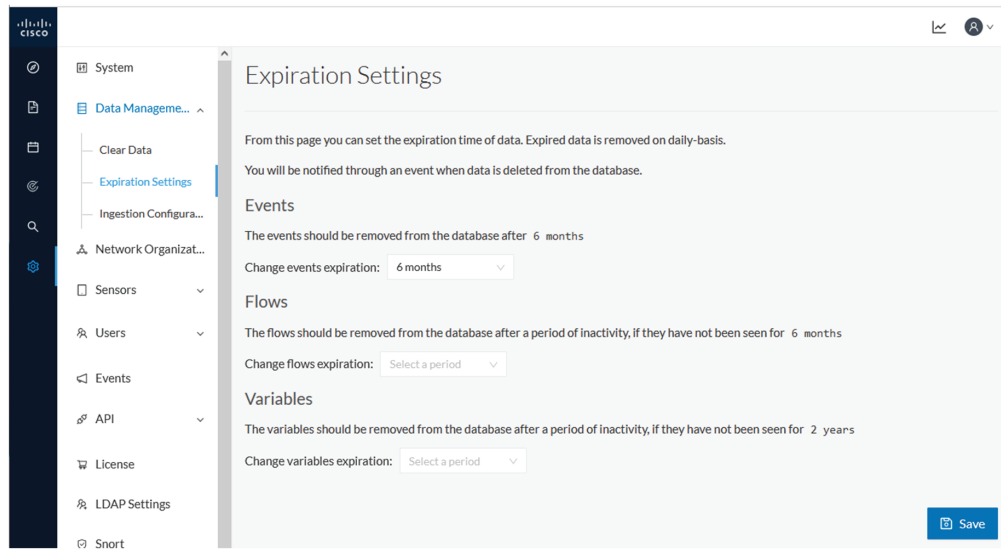 CISCO
System
Data Manageme...
Clear Data
Expiration Settings
Ingestion Configura...
Network Organizat...
Sensors
Users
Events
API
License
LDAP Settings
Snort
Expiration Settings
From this page you can set the expiration time of data. Expired data is removed on daily-basis.
You will be notified through an event when data is deleted from the database.
Events
The events should be removed from the database after 6 months
Change events expiration: 6 months
Flows
The flows should be removed from the database after a period of inactivity, if they have not been seen for 6 months
Change flows expiration: Select a period
Variables
The variables should be removed from the database after a period of inactivity, if they have not been seen for 2 years
Change variables expiration: Select a period
Save